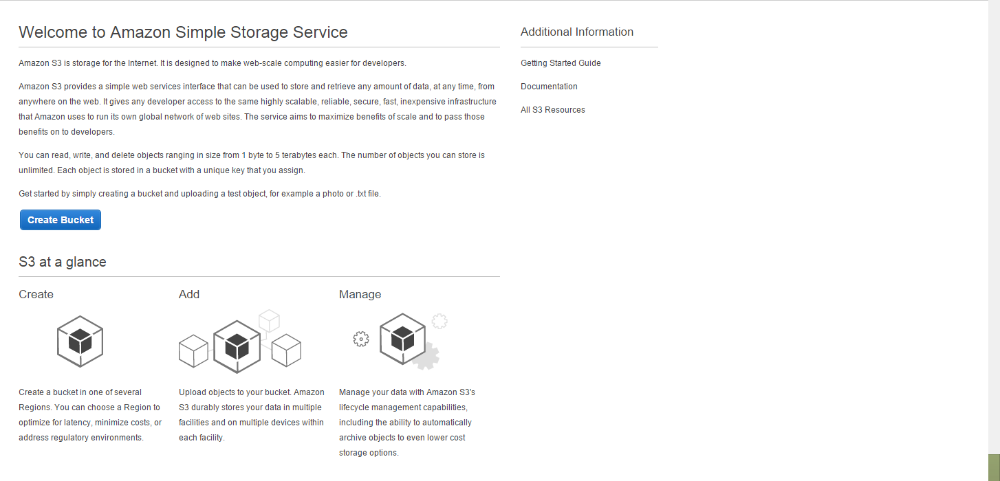 Welcome to Amazon Simple Storage Service
Amazon S3 is storage for the Internet. It is designed to make web-scale computing easier for developers.
Amazon S3 provides a simple web services interface that can be used to store and retrieve any amount of data, at any time, from
anywhere on the web. It gives any developer access to the same highly scalable, reliable, secure, fast, inexpensive infrastructure
that Amazon uses to run its own global network of web sites. The service aims to maximize benefits of scale and to pass those
benefits on to developers.
You can read, write, and delete objects ranging in size from 1 byte to 5 terabytes each. The number of objects you can store is
unlimited. Each object is stored in a bucket with a unique key that you assign.
Get started by simply creating a bucket and uploading a test object, for example a photo or .txt file.
Create Bucket
S3 at a glance
Create
Create a bucket in one of several
Regions. You can choose a Region to
optimize for latency, minimize costs, or
address regulatory environments.
Add
Upload objects to your bucket. Amazon
S3 durably stores your data in multiple
facilities and on multiple devices within
each facility.
Manage
Manage your data with Amazon S3's
lifecycle management capabilities,
including the ability to automatically
archive objects to even lower cost
storage options.
Additional Information
Getting Started Guide
Documentation
All S3 Resources